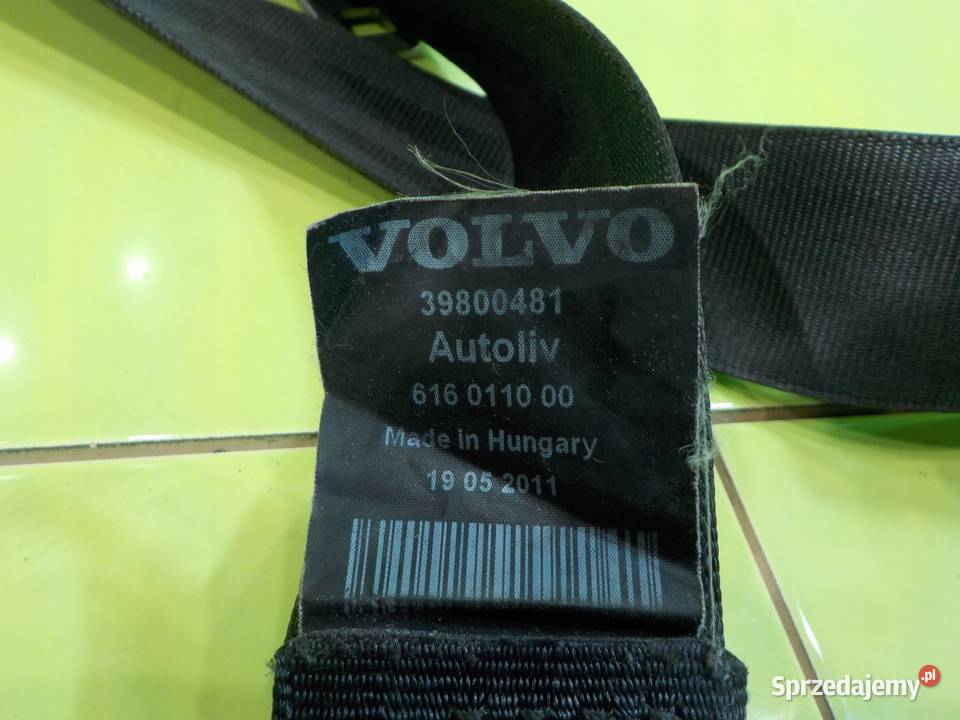 VOLVO
39800481
Autoliv
616 0110 00
Made in Hungary
19 05 2011
Sprzedajemy.pl